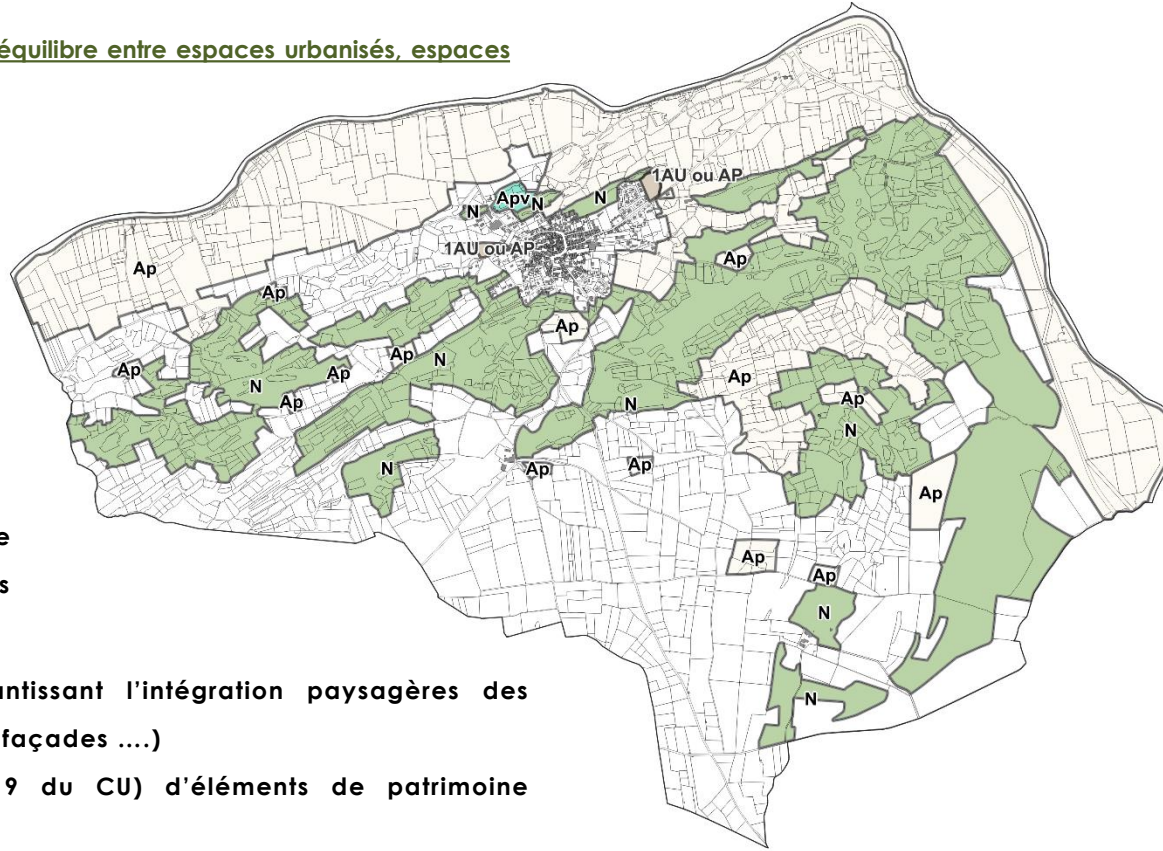 équilibre entre espaces urbanisés, espaces
1AU ou AP
Apv
N
N
N
1AU ou AP
Ap
Ap
Ap
Ap
Ap
N
Ap
Ap
N
Ap
Ap
Ap
N
N
N
Ap
Ap
Ap
Ap
Ap
N
N
e
s
antissant l’intégration paysagères des
façades ....)
9 du CU) d’éléments de patrimoine